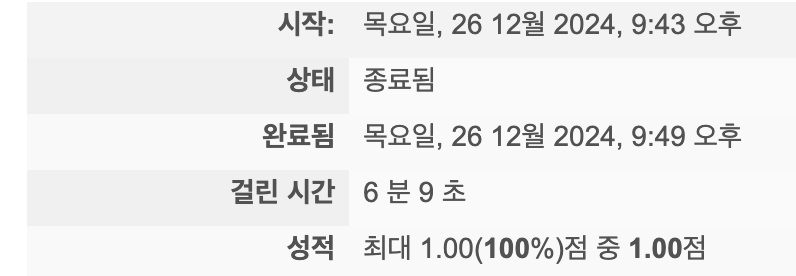 시작: 목요일, 26 12월 2024, 9:43 오후
상태 종료됨
완료됨 목요일, 26 12월 2024, 9:49 오후
걸린 시간 6 분 9 초
성적 최대 1.00(100%)점 중 1.00점